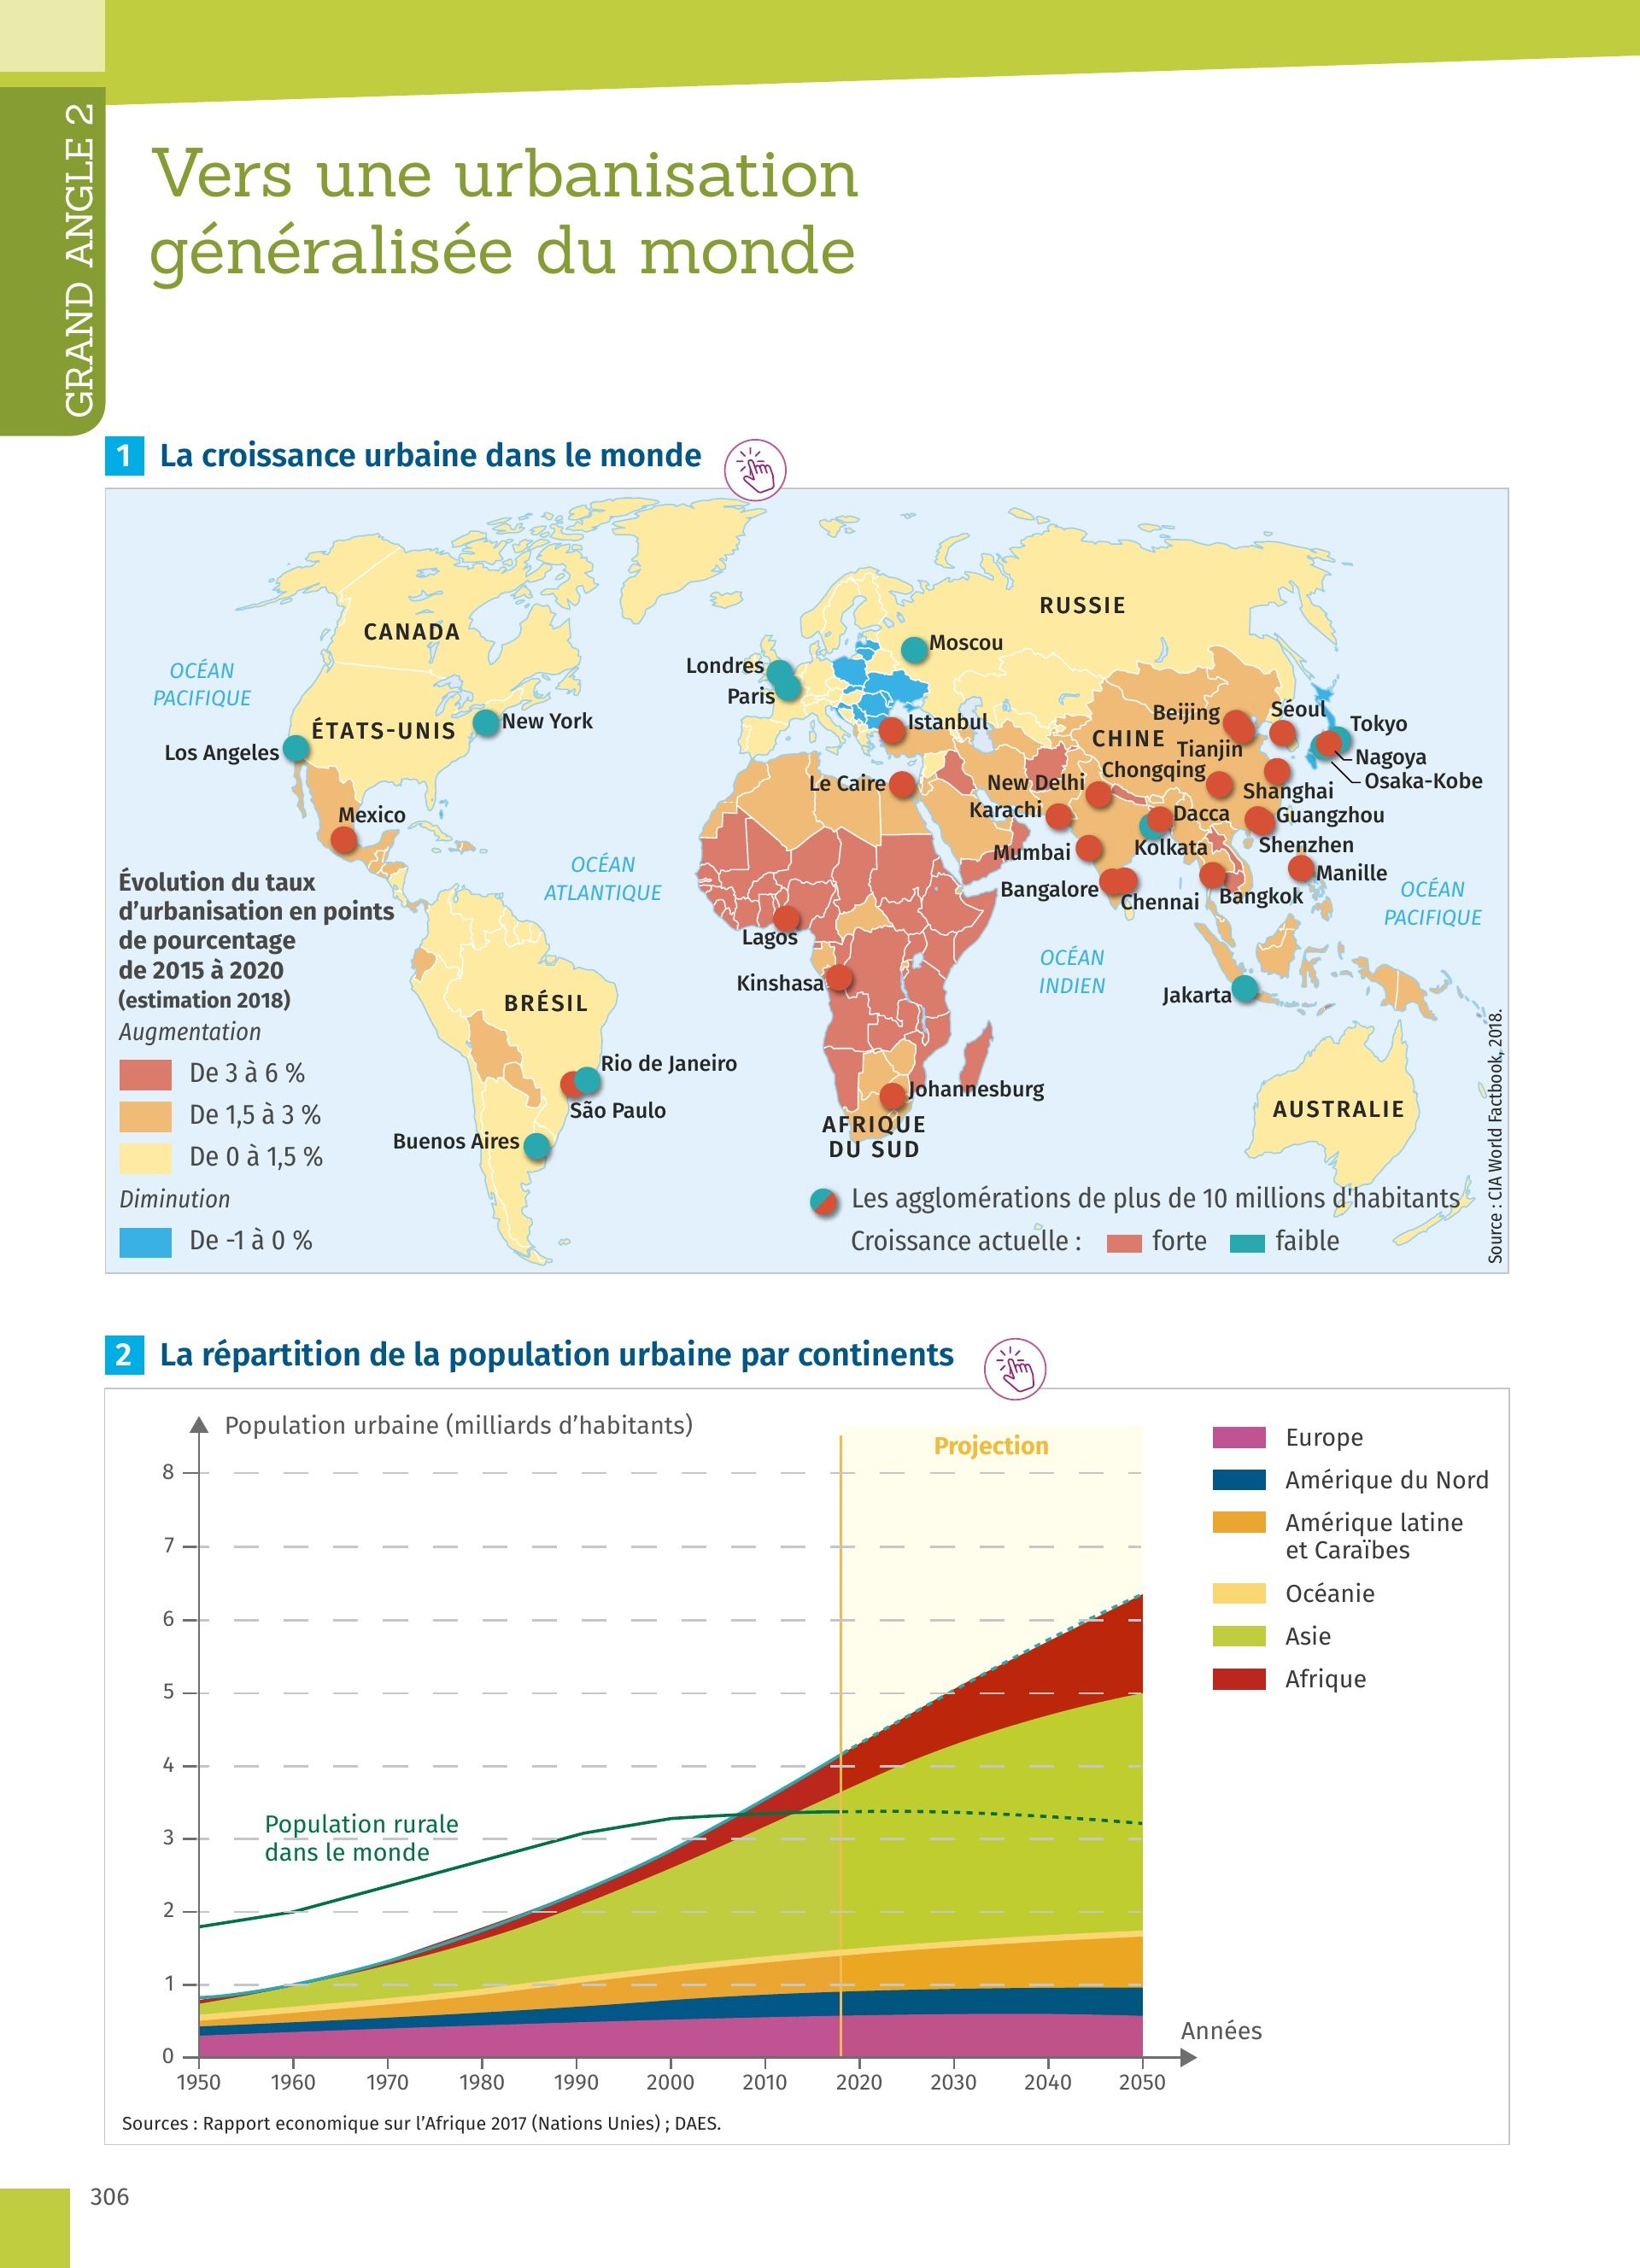 GRAND ANGLE 2
Vers une urbanisation
généralisée du monde
1 La croissance urbaine dans le monde
CANADA
RUSSIE
OCÉAN
PACIFIQUE
ÉTATS-UNIS
Los Angeles
New York
Mexico
Londres
Paris
Moscou
Istanbul
Le Caire
CHINE
Beijing
Séoul
Tokyo
Tianjin
Nagoya
Osaka-Kobe
New Delhi
Chongqing
Shanghai
Karachi
Dacca
Guangzhou
Mumbai
Kolkata
Shenzhen
Manille
Bangalore
Chennai
Bangkok
OCÉAN
PACIFIQUE
OCÉAN
ATLANTIQUE
Lagos
Kinshasa
OCÉAN
INDIEN
Jakarta
BRÉSIL
Rio de Janeiro
São Paulo
Buenos Aires
Johannesburg
AFRIQUE
DU SUD
AUSTRALIE
Évolution du taux
d’urbanisation en points
de pourcentage
de 2015 à 2020
(estimation 2018)
Augmentation
De 3 à 6 %
De 1,5 à 3 %
De 0 à 1,5 %
Diminution
De -1 à 0 %
Les agglomérations de plus de 10 millions d'habitants
Croissance actuelle : forte faible
Source : CIA World Factbook, 2018.
2 La répartition de la population urbaine par continents
Population urbaine (milliards d’habitants)
Projection
8
7
6
5
4
3
2
1
0
Population rurale
dans le monde
Années
1950 1960 1970 1980 1990 2000 2010 2020 2030 2040 2050
Europe
Amérique du Nord
Amérique latine
et Caraïbes
Océanie
Asie
Afrique
Sources : Rapport economique sur l’Afrique 2017 (Nations Unies) ; DAES.
306